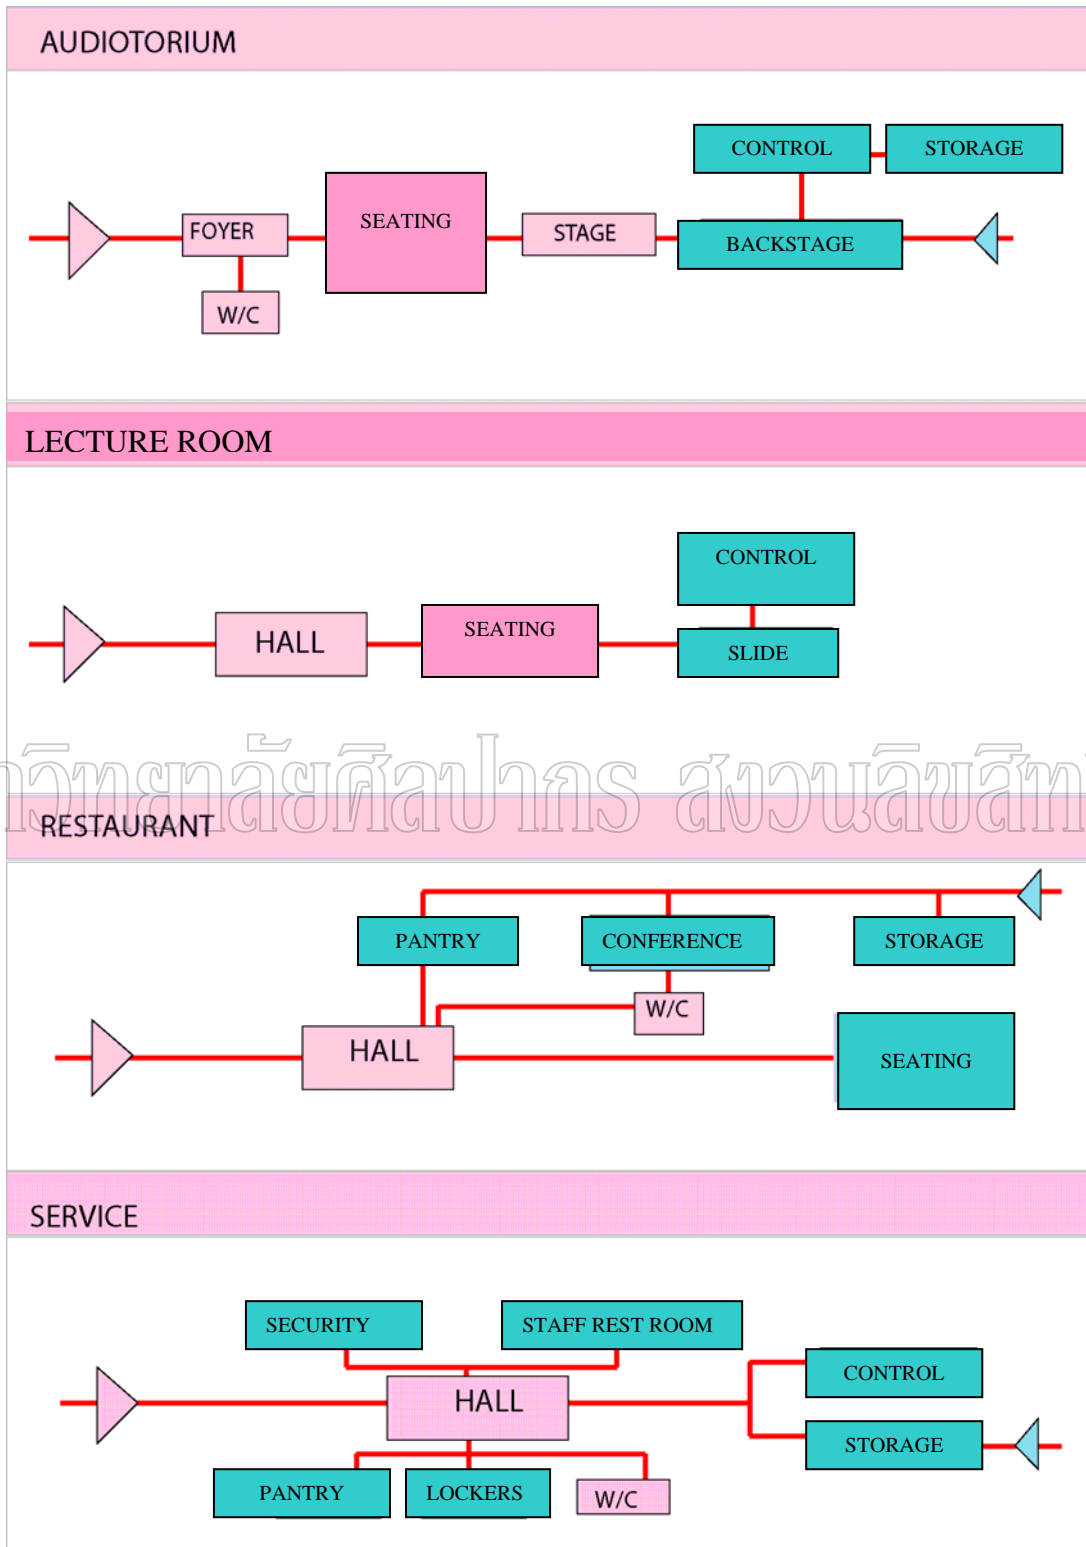 AUDIOTORIUM
CONTROL
STORAGE
FOYER
SEATING
STAGE
BACKSTAGE
W/C
LECTURE ROOM
CONTROL
HALL
SEATING
SLIDE
าวิทยาลัยศิลปากร สงวนลิขสิท
RESTAURANT
PANTRY
CONFERENCE
STORAGE
W/C
HALL
SEATING
SERVICE
SECURITY
STAFF REST ROOM
CONTROL
HALL
STORAGE
PANTRY
LOCKERS
W/C